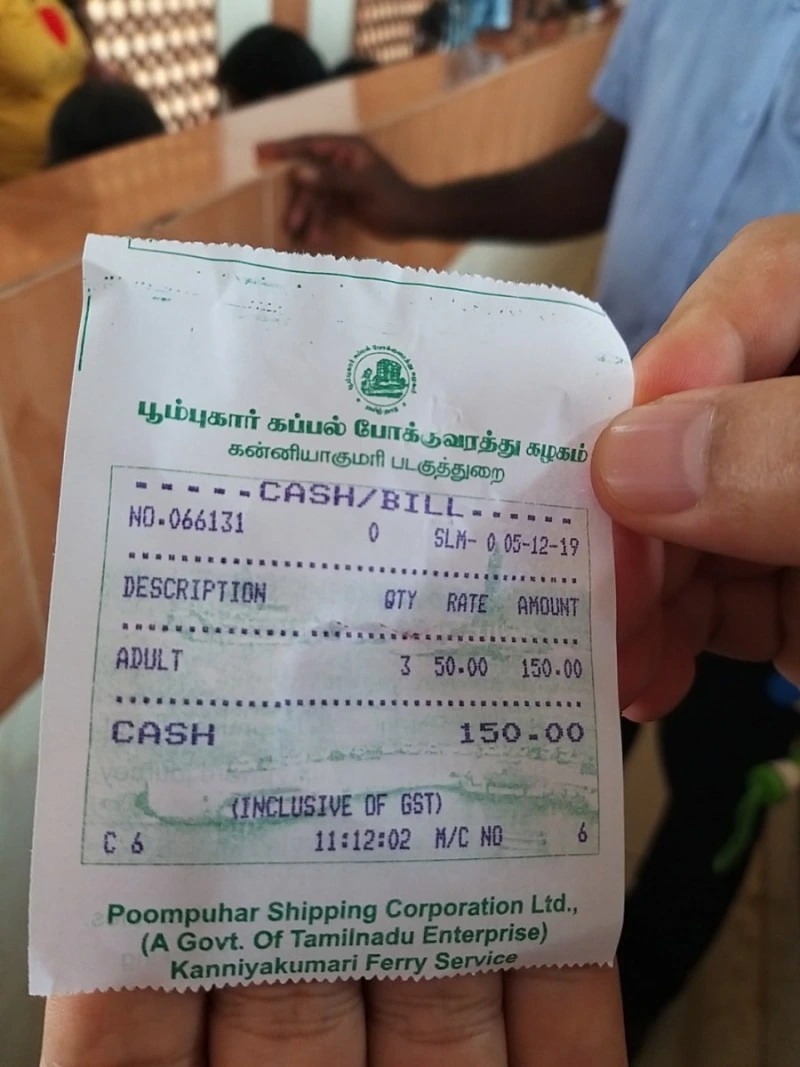 பூம்புகார் கப்பல் போக்குவரத்து கழகம்
கன்னியாகுமரி படகுத்துறை
-----CASH/BILL------
NO.066131 0 SLM- 0 05-12-19
DESCRIPTION QTY RATE AMOUNT
ADULT 3 50.00 150.00
CASH 150.00
(INCLUSIVE OF GST)
C 6 11:12:02 M/C NO 6
Poompuhar Shipping Corporation Ltd.,
(A Govt. Of Tamilnadu Enterprise)
Kanniyakumari Ferry Service